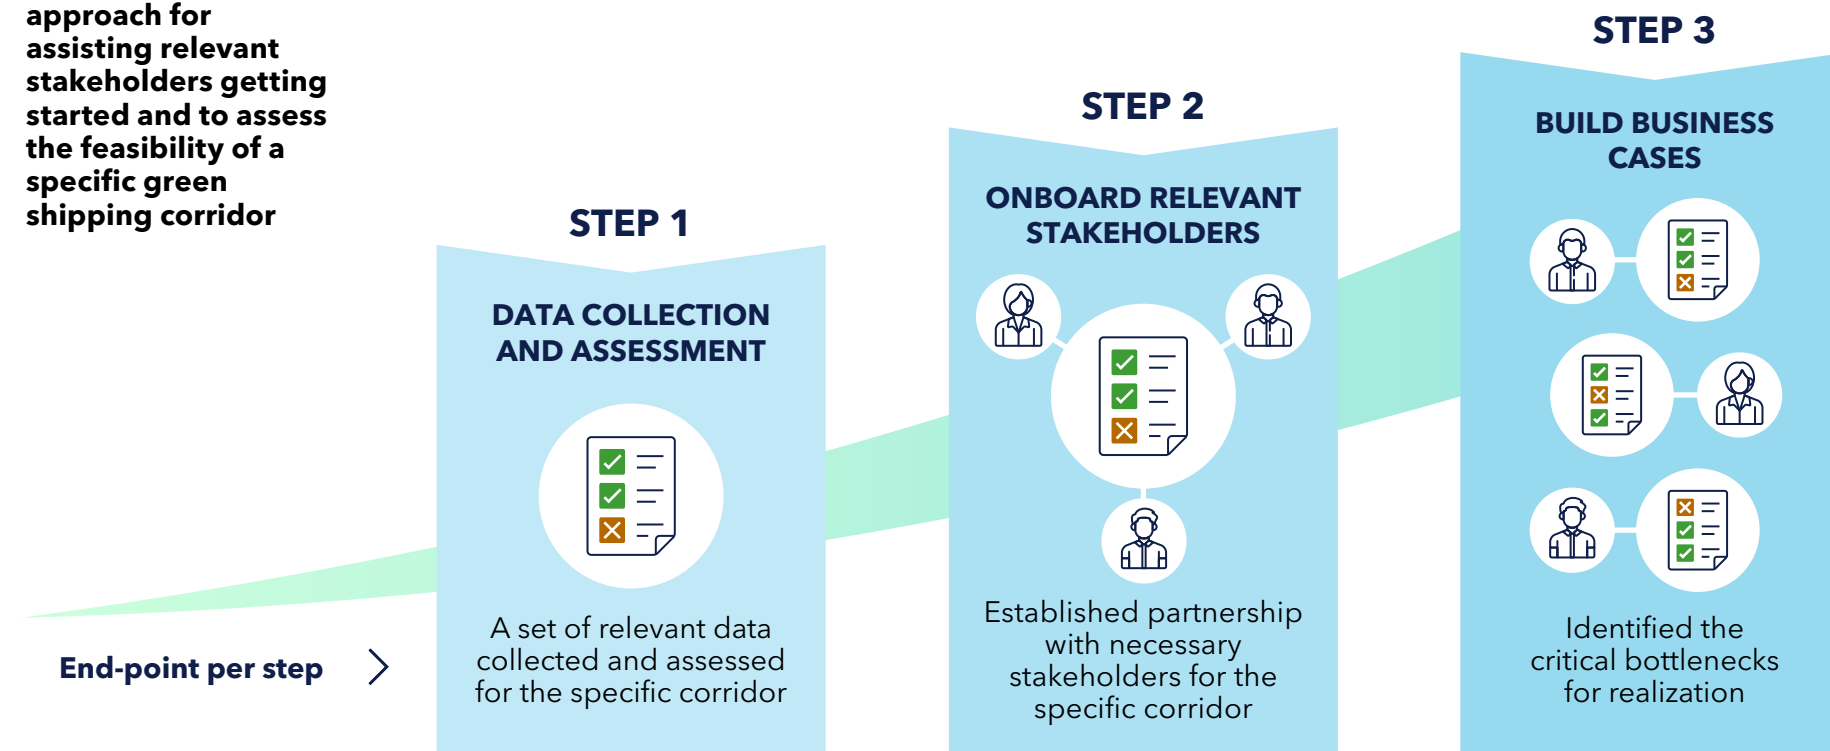 approach for
assisting relevant
stakeholders getting
started and to assess
the feasibility of a
specific green
shipping corridor
STEP 1
DATA COLLECTION
AND ASSESSMENT
STEP 2
ONBOARD RELEVANT
STAKEHOLDERS
STEP 3
BUILD BUSINESS
CASES
End-point per step
A set of relevant data
collected and assessed
for the specific corridor
Established partnership
with necessary
stakeholders for the
specific corridor
Identified the
critical bottlenecks
for realization